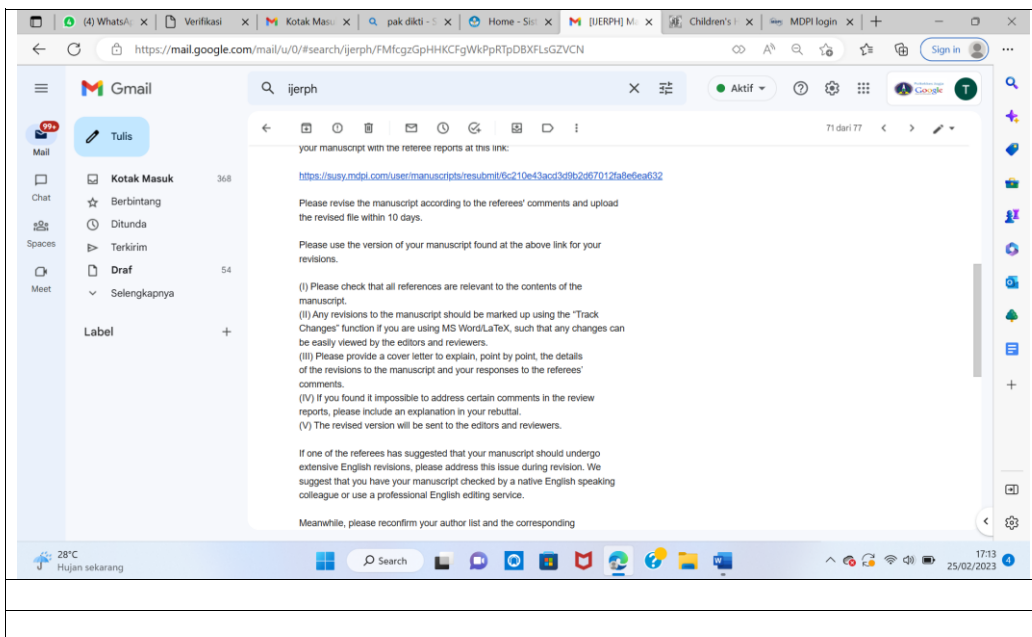 (4) WhatsA
Verifikasi
Kotak Masu
pak dikti - S
Home - Sist
[IJERPH] M
Children's H
MDPI login
https://mail.google.com/mail/u/0/#search/ijerph/FMfcgzGpHHKCFgWkPpRTpDBXFLsGZVCN
Sign in
Gmail
ijerph
Aktif
Google
T
99+
Mail
Chat
Spaces
Meet
Tulis
Kotak Masuk 368
Berbintang
Ditunda
Terkirim
Draf 54
Selengkapnya
Label
71 dari 77
your manuscript with the referee reports at this link:
https://susy.mdpi.com/user/manuscripts/resubmit/6c210e43acd3d9b2d67012fa8e6ea632
Please revise the manuscript according to the referees' comments and upload
the revised file within 10 days.
Please use the version of your manuscript found at the above link for your
revisions.
(I) Please check that all references are relevant to the contents of the
manuscript.
(II) Any revisions to the manuscript should be marked up using the “Track
Changes” function if you are using MS Word/LaTeX, such that any changes can
be easily viewed by the editors and reviewers.
(III) Please provide a cover letter to explain, point by point, the details
of the revisions to the manuscript and your responses to the referees’
comments.
(IV) If you found it impossible to address certain comments in the review
reports, please include an explanation in your rebuttal.
(V) The revised version will be sent to the editors and reviewers.
If one of the referees has suggested that your manuscript should undergo
extensive English revisions, please address this issue during revision. We
suggest that you have your manuscript checked by a native English speaking
colleague or use a professional English editing service.
Meanwhile, please reconfirm your author list and the corresponding
28°C
Hujan sekarang
Search
17:13
25/02/2023
4